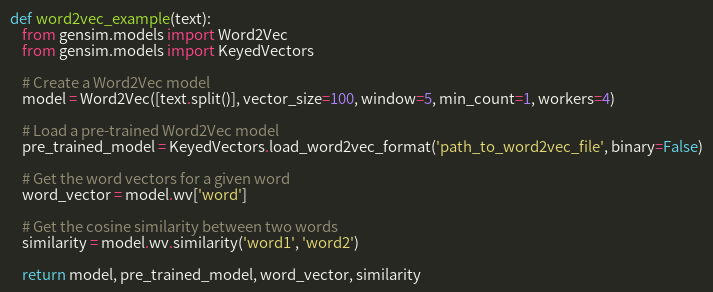 def word2vec_example(text):
    from gensim.models import Word2Vec
    from gensim.models import KeyedVectors

    # Create a Word2Vec model
    model = Word2Vec([text.split()], vector_size=100, window=5, min_count=1, workers=4)

    # Load a pre-trained Word2Vec model
    pre_trained_model = KeyedVectors.load_word2vec_format('path_to_word2vec_file', binary=False)

    # Get the word vectors for a given word
    word_vector = model.wv['word']

    # Get the cosine similarity between two words
    similarity = model.wv.similarity('word1', 'word2')

    return model, pre_trained_model, word_vector, similarity